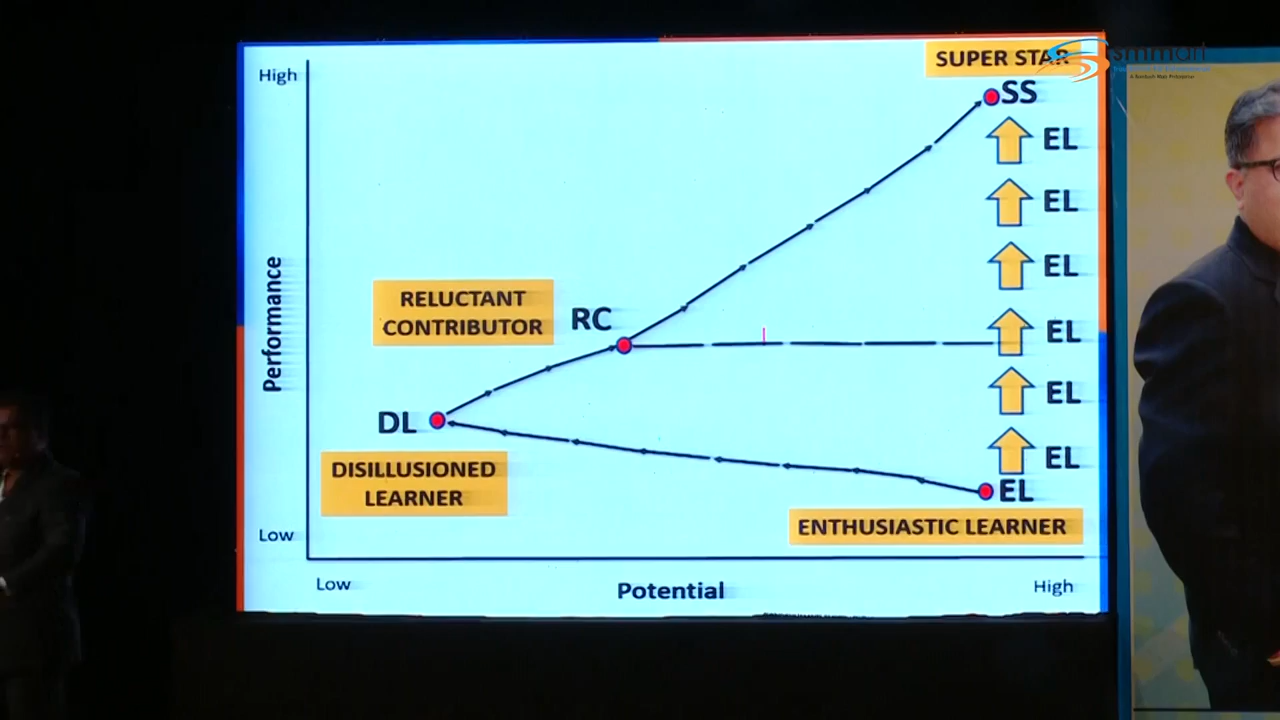 SUPER STAR
smmart
High
SS
EL
EL
EL
RELUCTANT
CONTRIBUTOR
RC
EL
Performance
EL
DL
DISILLUSIONED
LEARNER
EL
EL
ENTHUSIASTIC LEARNER
Low
Low
Potential
High